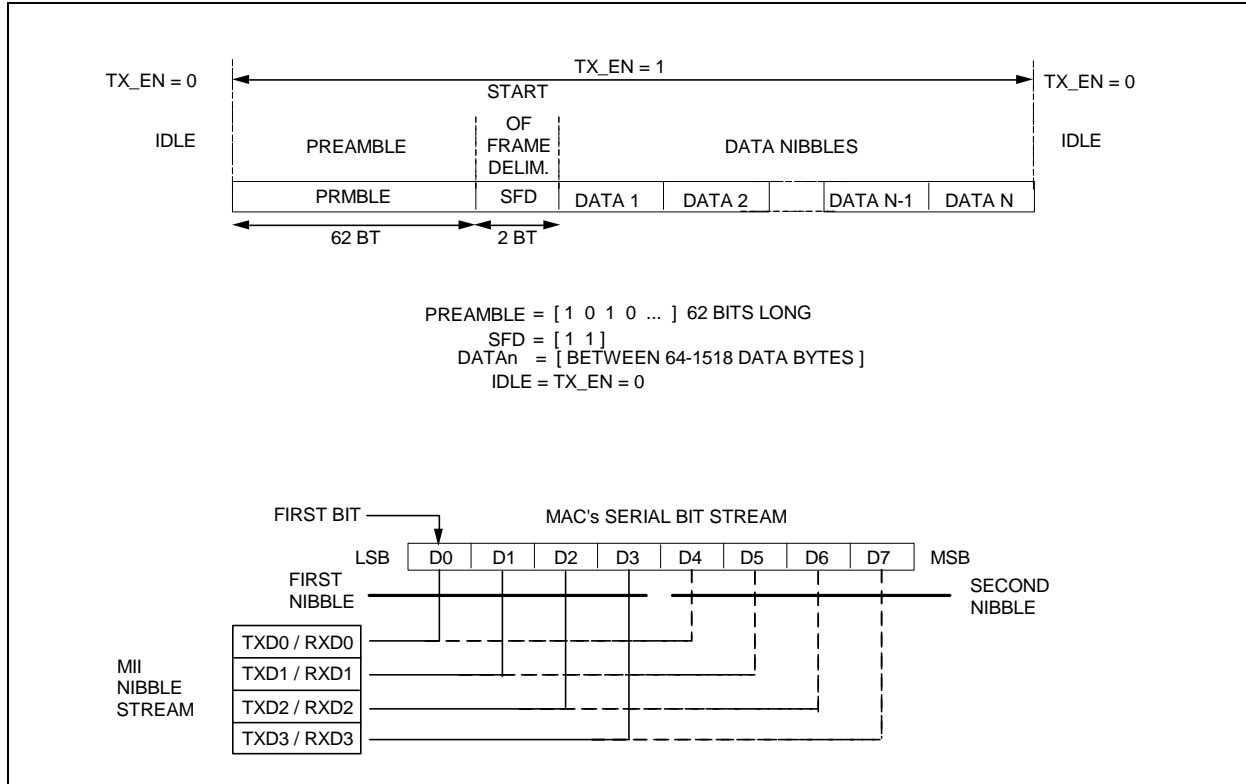 TX_EN = 1
TX_EN = 0
TX_EN = 0
START
OF
FRAME
DELIM.
IDLE
PREAMBLE
DATA NIBBLES
IDLE
PRMBLE
SFD
DATA 1
DATA 2
DATA N-1
DATA N
62 BT
2 BT
PREAMBLE = [ 1 0 1 0 ... ] 62 BITS LONG
SFD = [ 1 1 ]
DATAn = [ BETWEEN 64-1518 DATA BYTES ]
IDLE = TX_EN = 0
FIRST BIT
MAC's SERIAL BIT STREAM
LSB
D0
D1
D2
D3
D4
D5
D6
D7
MSB
FIRST
NIBBLE
SECOND
NIBBLE
MII
NIBBLE
STREAM
TXD0 / RXD0
TXD1 / RXD1
TXD2 / RXD2
TXD3 / RXD3